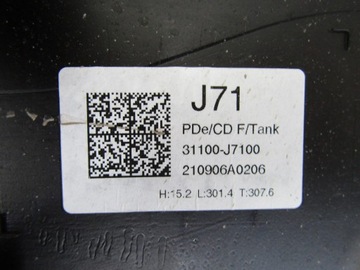 J71
PDe/CD F/Tank
31100-J7100
210906A0206
H:15.2 L:301.4 T:307.6